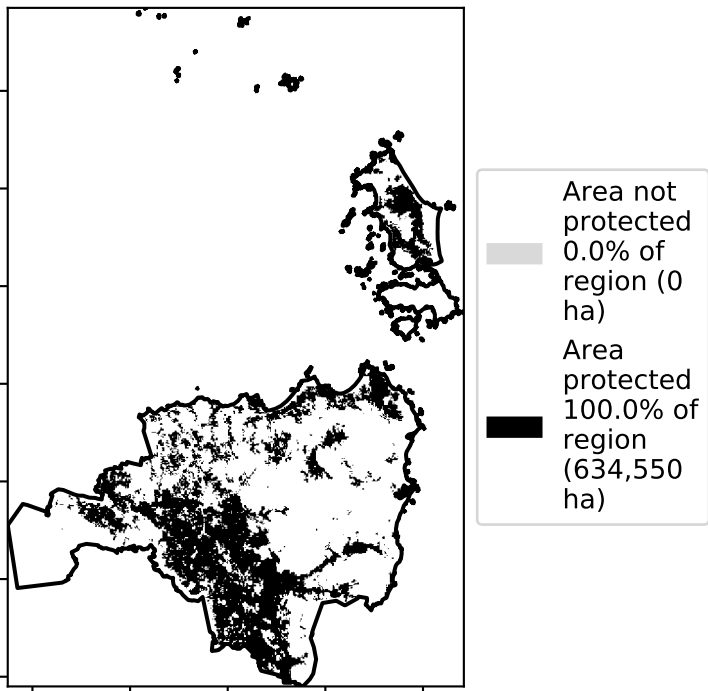 Area not
protected
0.0% of
region (0
ha)
Area
protected
100.0% of
region
(634,550
ha)